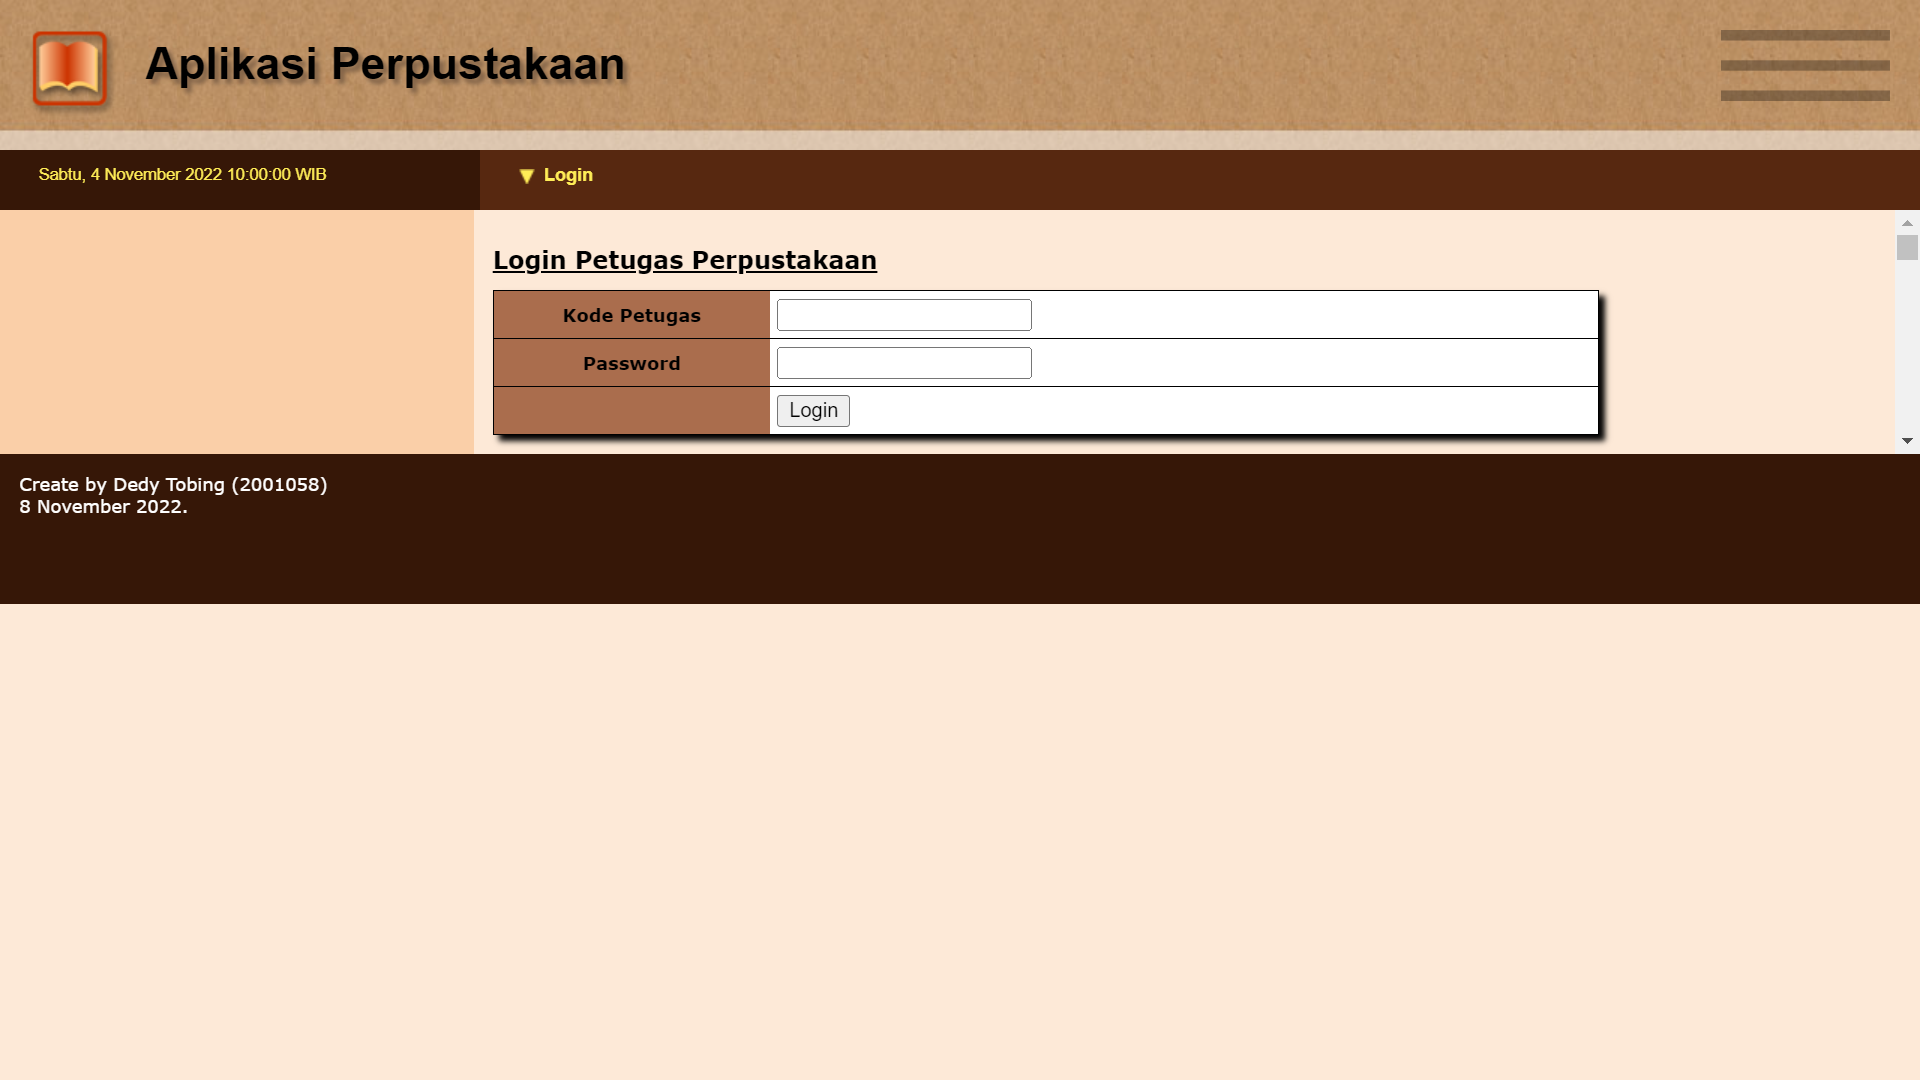 Aplikasi Perpustakaan
Sabtu, 4 November 2022 10:00:00 WIB
Login
Login Petugas Perpustakaan
Kode Petugas
Password
Login
Create by Dedy Tobing (2001058)
8 November 2022.